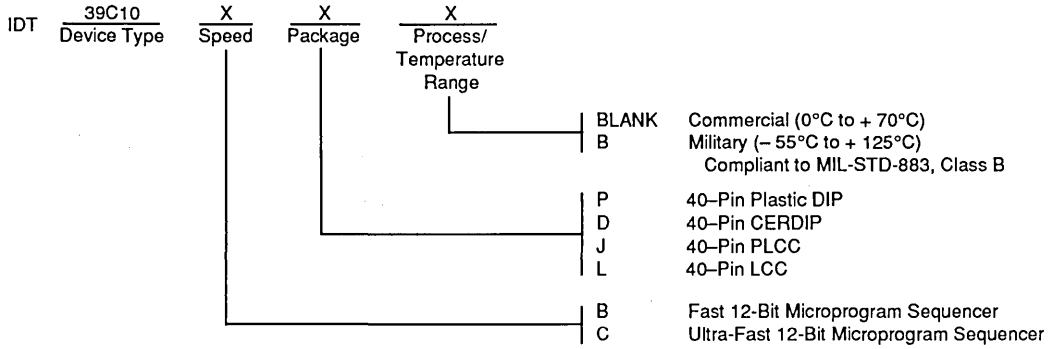 IDT 39C10 X X X
Device Type Speed Package Process/
Temperature
Range
BLANK Commercial (0°C to + 70°C)
B Military (– 55°C to + 125°C)
Compliant to MIL-STD-883, Class B
P 40–Pin Plastic DIP
D 40–Pin CERDIP
J 40–Pin PLCC
L 40–Pin LCC
B Fast 12-Bit Microprogram Sequencer
C Ultra-Fast 12-Bit Microprogram Sequencer